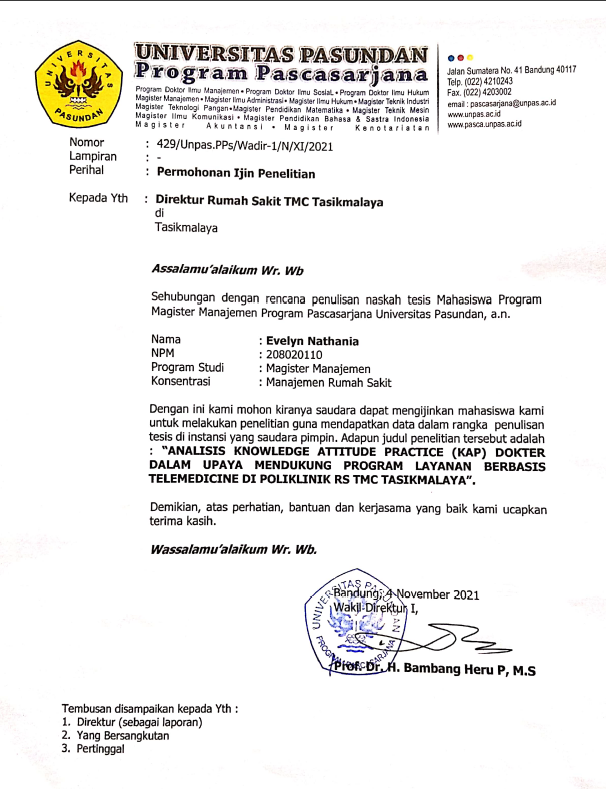 UNIVERSITAS PASUNDAN
UNIVERSITAS PASUNDAN
Program Pascasarjana
Program Doktor Ilmu Manajemen • Program Doktor Ilmu Sosial • Program Doktor Ilmu Hukum
Magister Manajemen • Magister Ilmu Administrasi • Magister Ilmu Hukum • Magister Teknik Industri
Magister Teknologi Pangan • Magister Pendidikan Matematika • Magister Teknik Mesin
Magister Ilmu Komunikasi • Magister Pendidikan Bahasa & Sastra Indonesia
Magister Akuntansi • Magister Kenotariatan
Jalan Sumatera No. 41 Bandung 40117
Telp. (022) 4210243
Fax. (022) 4203002
email : pascasarjana@unpas.ac.id
www.unpas.ac.id
www.pasca.unpas.ac.id
Nomor : 429/Unpas.PPs/Wadir-1/N/XI/2021
Lampiran : -
Perihal : Permohonan Ijin Penelitian
Kepada Yth : Direktur Rumah Sakit TMC Tasikmalaya
di
Tasikmalaya
Assalamu'alaikum Wr. Wb
Sehubungan dengan rencana penulisan naskah tesis Mahasiswa Program
Magister Manajemen Program Pascasarjana Universitas Pasundan, a.n.
Nama : Evelyn Nathania
NPM : 208020110
Program Studi : Magister Manajemen
Konsentrasi : Manajemen Rumah Sakit
Dengan ini kami mohon kiranya saudara dapat mengijinkan mahasiswa kami
untuk melakukan penelitian guna mendapatkan data dalam rangka penulisan
tesis di instansi yang saudara pimpin. Adapun judul penelitian tersebut adalah
: "ANALISIS KNOWLEDGE ATTITUDE PRACTICE (KAP) DOKTER
DALAM UPAYA MENDUKUNG PROGRAM LAYANAN BERBASIS
TELEMEDICINE DI POLIKLINIK RS TMC TASIKMALAYA".
Demikian, atas perhatian, bantuan dan kerjasama yang baik kami ucapkan
terima kasih.
Wassalamu'alaikum Wr. Wb.
Bandung, 4 November 2021
Wakil Direktur I,
UNIVERSITAS PASUNDAN
PROGRAM PASCASARJANA
Prof. Dr. H. Bambang Heru P, M.S
Tembusan disampaikan kepada Yth :
1. Direktur (sebagai laporan)
2. Yang Bersangkutan
3. Pertinggal